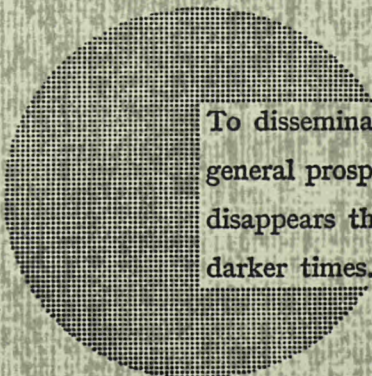 To dissemina
general prosp
disappears th
darker times.